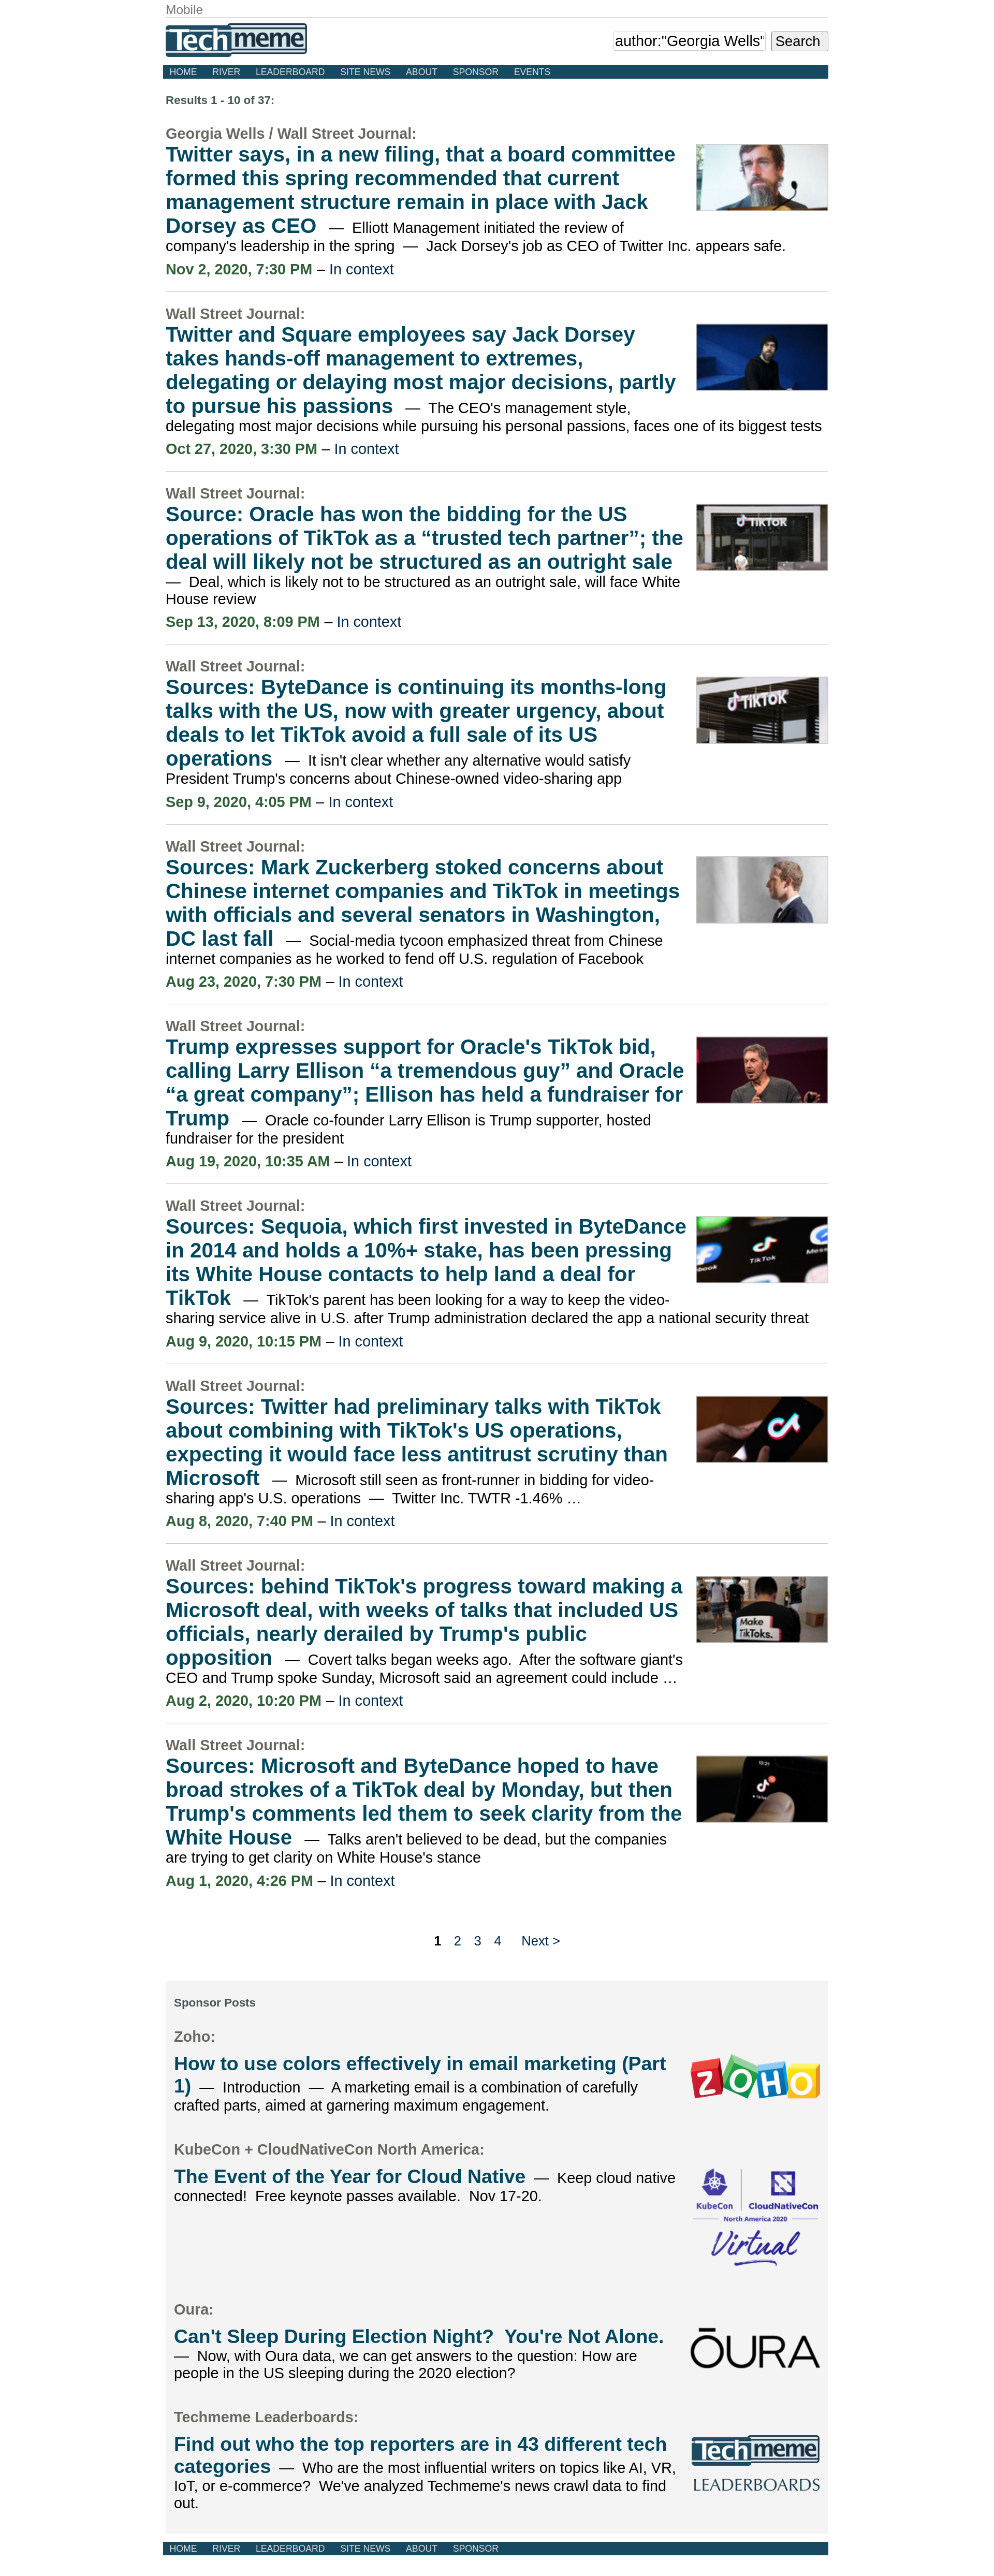 Mobile
Techmeme
author:"Georgia Wells"
Search
HOME RIVER LEADERBOARD SITE NEWS ABOUT SPONSOR EVENTS
Results 1 - 10 of 37:
Georgia Wells / Wall Street Journal:
Twitter says, in a new filing, that a board committee
formed this spring recommended that current
management structure remain in place with Jack
Dorsey as CEO — Elliott Management initiated the review of
company's leadership in the spring — Jack Dorsey's job as CEO of Twitter Inc. appears safe.
Nov 2, 2020, 7:30 PM – In context
Wall Street Journal:
Twitter and Square employees say Jack Dorsey
takes hands-off management to extremes,
delegating or delaying most major decisions, partly
to pursue his passions — The CEO's management style,
delegating most major decisions while pursuing his personal passions, faces one of its biggest tests
Oct 27, 2020, 3:30 PM – In context
Wall Street Journal:
Source: Oracle has won the bidding for the US
operations of TikTok as a “trusted tech partner”; the
deal will likely not be structured as an outright sale
— Deal, which is likely not to be structured as an outright sale, will face White
House review
TIKTOK
Sep 13, 2020, 8:09 PM – In context
Wall Street Journal:
Sources: ByteDance is continuing its months-long
talks with the US, now with greater urgency, about
deals to let TikTok avoid a full sale of its US
operations — It isn't clear whether any alternative would satisfy
President Trump's concerns about Chinese-owned video-sharing app
TIKTOK
Sep 9, 2020, 4:05 PM – In context
Wall Street Journal:
Sources: Mark Zuckerberg stoked concerns about
Chinese internet companies and TikTok in meetings
with officials and several senators in Washington,
DC last fall — Social-media tycoon emphasized threat from Chinese
internet companies as he worked to fend off U.S. regulation of Facebook
Aug 23, 2020, 7:30 PM – In context
Wall Street Journal:
Trump expresses support for Oracle's TikTok bid,
calling Larry Ellison “a tremendous guy” and Oracle
“a great company”; Ellison has held a fundraiser for
Trump — Oracle co-founder Larry Ellison is Trump supporter, hosted
fundraiser for the president
Aug 19, 2020, 10:35 AM – In context
Wall Street Journal:
Sources: Sequoia, which first invested in ByteDance
in 2014 and holds a 10%+ stake, has been pressing
its White House contacts to help land a deal for
TikTok — TikTok's parent has been looking for a way to keep the video-
sharing service alive in U.S. after Trump administration declared the app a national security threat
TikTok
Aug 9, 2020, 10:15 PM – In context
Wall Street Journal:
Sources: Twitter had preliminary talks with TikTok
about combining with TikTok's US operations,
expecting it would face less antitrust scrutiny than
Microsoft — Microsoft still seen as front-runner in bidding for video-
sharing app's U.S. operations — Twitter Inc. TWTR -1.46% …
Aug 8, 2020, 7:40 PM – In context
Wall Street Journal:
Sources: behind TikTok's progress toward making a
Microsoft deal, with weeks of talks that included US
officials, nearly derailed by Trump's public
opposition — Covert talks began weeks ago. After the software giant's
CEO and Trump spoke Sunday, Microsoft said an agreement could include …
Make
TikToks.
Aug 2, 2020, 10:20 PM – In context
Wall Street Journal:
Sources: Microsoft and ByteDance hoped to have
broad strokes of a TikTok deal by Monday, but then
Trump's comments led them to seek clarity from the
White House — Talks aren't believed to be dead, but the companies
are trying to get clarity on White House's stance
Aug 1, 2020, 4:26 PM – In context
1 2 3 4 Next >
Sponsor Posts
Zoho:
How to use colors effectively in email marketing (Part
1) — Introduction — A marketing email is a combination of carefully
crafted parts, aimed at garnering maximum engagement.
ZOHO
KubeCon + CloudNativeCon North America:
The Event of the Year for Cloud Native — Keep cloud native
connected! Free keynote passes available. Nov 17-20.
KubeCon CloudNativeCon
North America 2020
Virtual
Oura:
Can't Sleep During Election Night? You're Not Alone.
— Now, with Oura data, we can get answers to the question: How are
people in the US sleeping during the 2020 election?
ŌURA
Techmeme Leaderboards:
Find out who the top reporters are in 43 different tech
categories — Who are the most influential writers on topics like AI, VR,
IoT, or e-commerce? We've analyzed Techmeme's news crawl data to find
out.
Techmeme
LEADERBOARDS
HOME RIVER LEADERBOARD SITE NEWS ABOUT SPONSOR